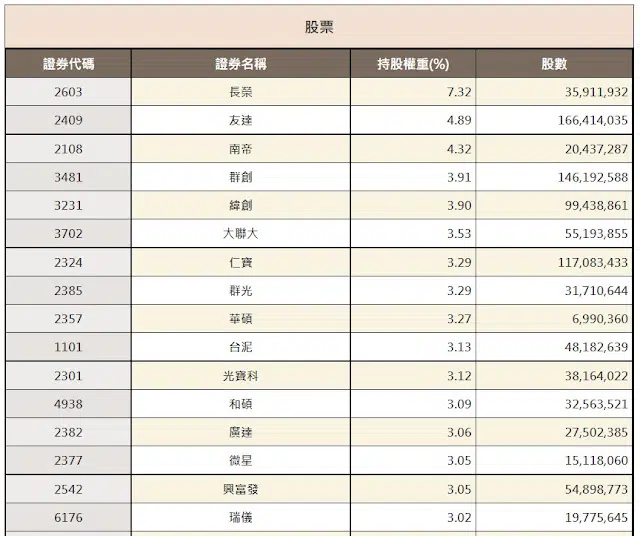 股票
證券代碼 證券名稱 持股權重(%) 股數
2603 長榮 7.32 35,911,932
2409 友達 4.89 166,414,035
2108 南帝 4.32 20,437,287
3481 群創 3.91 146,192,588
3231 緯創 3.90 99,438,861
3702 大聯大 3.53 55,193,855
2324 仁寶 3.29 117,083,433
2385 群光 3.29 31,710,644
2357 華碩 3.27 6,990,360
1101 台泥 3.13 48,182,639
2301 光寶科 3.12 38,164,022
4938 和碩 3.09 32,563,521
2382 廣達 3.06 27,502,385
2377 微星 3.05 15,118,060
2542 興富發 3.05 54,898,773
6176 瑞儀 3.02 19,775,645